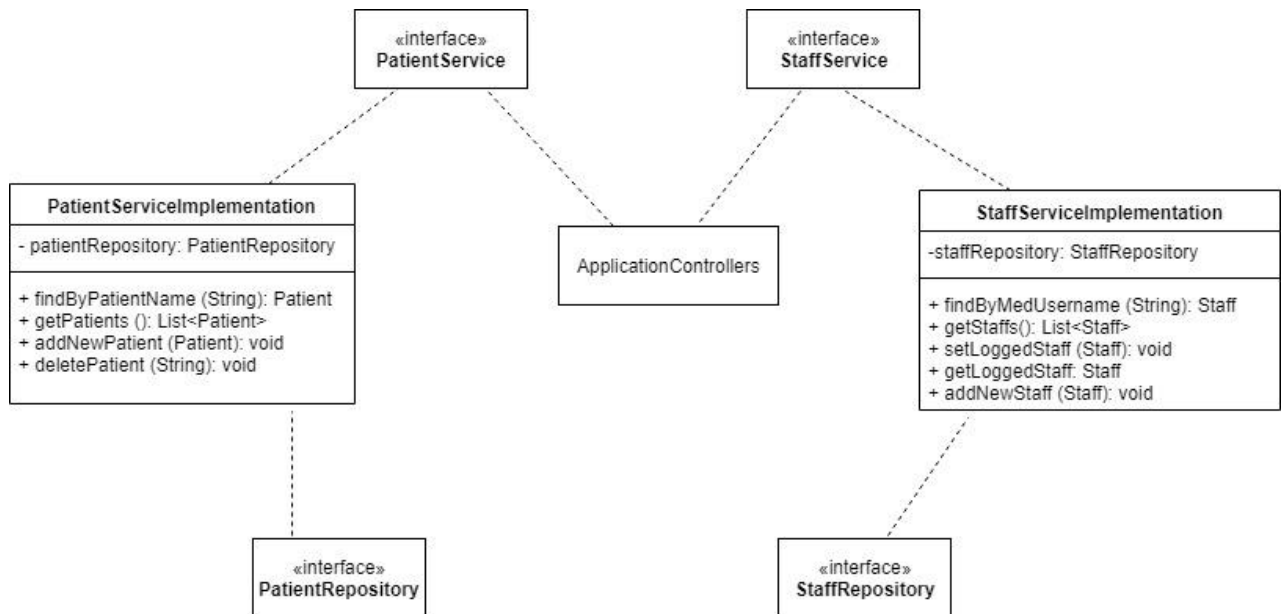 «interface»
PatientService
«interface»
StaffService
PatientServiceImplementation
- patientRepository: PatientRepository
+ findByPatientName (String): Patient
+ getPatients (): List<Patient>
+ addNewPatient (Patient): void
+ deletePatient (String): void
ApplicationControllers
StaffServiceImplementation
-staffRepository: StaffRepository
+ findByMedUsername (String): Staff
+ getStaffs(): List<Staff>
+ setLoggedStaff (Staff): void
+ getLoggedStaff: Staff
+ addNewStaff (Staff): void
«interface»
PatientRepository
«interface»
StaffRepository